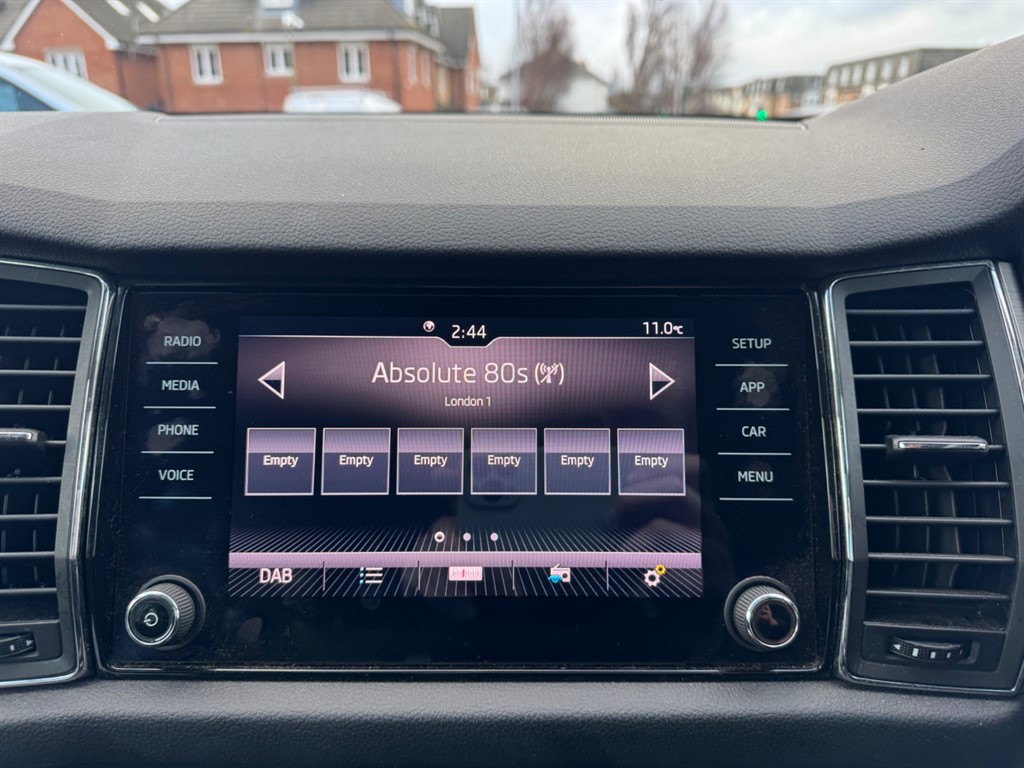 2:44
11.0°C
RADIO
MEDIA
PHONE
VOICE
Absolute 80s
London 1
Empty Empty Empty Empty Empty Empty
DAB
SETUP
APP
CAR
MENU